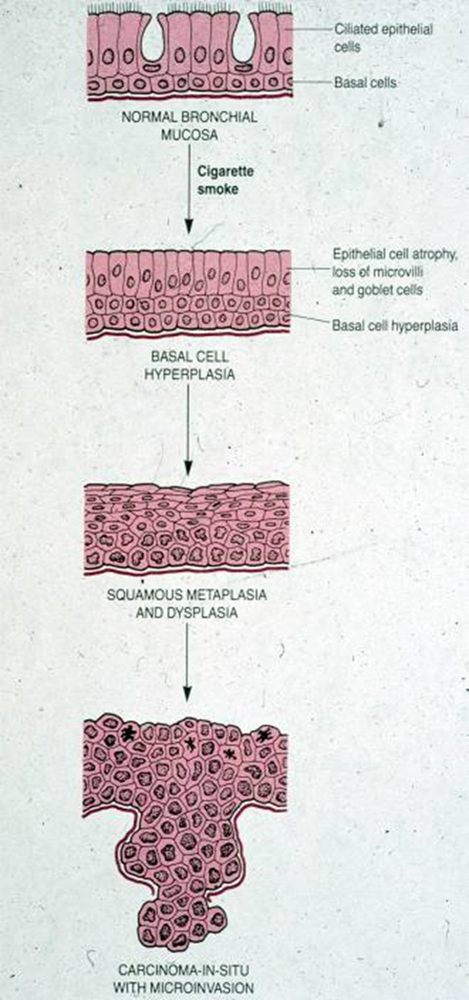 Ciliated epithelial
cells
Basal cells
NORMAL BRONCHIAL
MUCOSA
Cigarette
smoke
Epithelial cell atrophy,
loss of microvilli
and goblet cells
Basal cell hyperplasia
BASAL CELL
HYPERPLASIA
SQUAMOUS METAPLASIA
AND DYSPLASIA
CARCINOMA-IN-SITU
WITH MICROINVASION